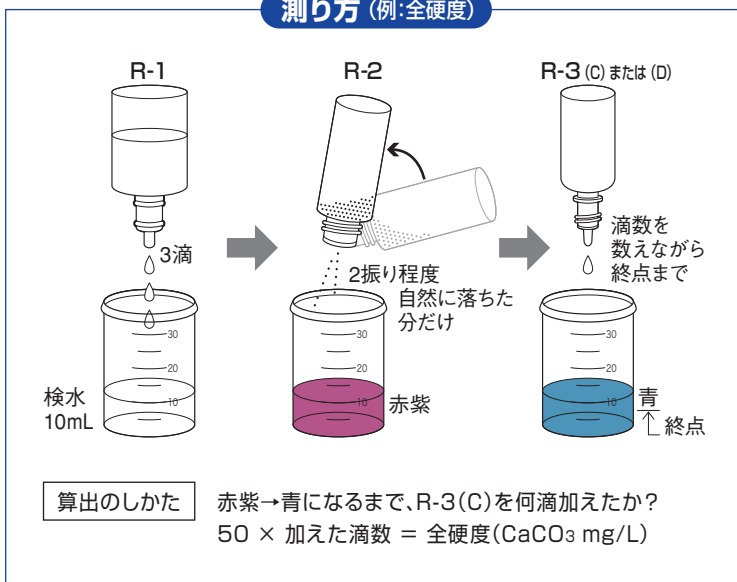 測り方 (例:全硬度)
R-1
R-2
R-3 (C) または (D)
3滴
2振り程度
自然に落ちた
分だけ
滴数を
数えながら
終点まで
30
20
10
30
20
10
30
20
10
検水
10mL
赤紫
青
終点
算出のしかた
赤紫→青になるまで、R-3(C)を何滴加えたか?
50 × 加えた滴数 = 全硬度(CaCO₃ mg/L)